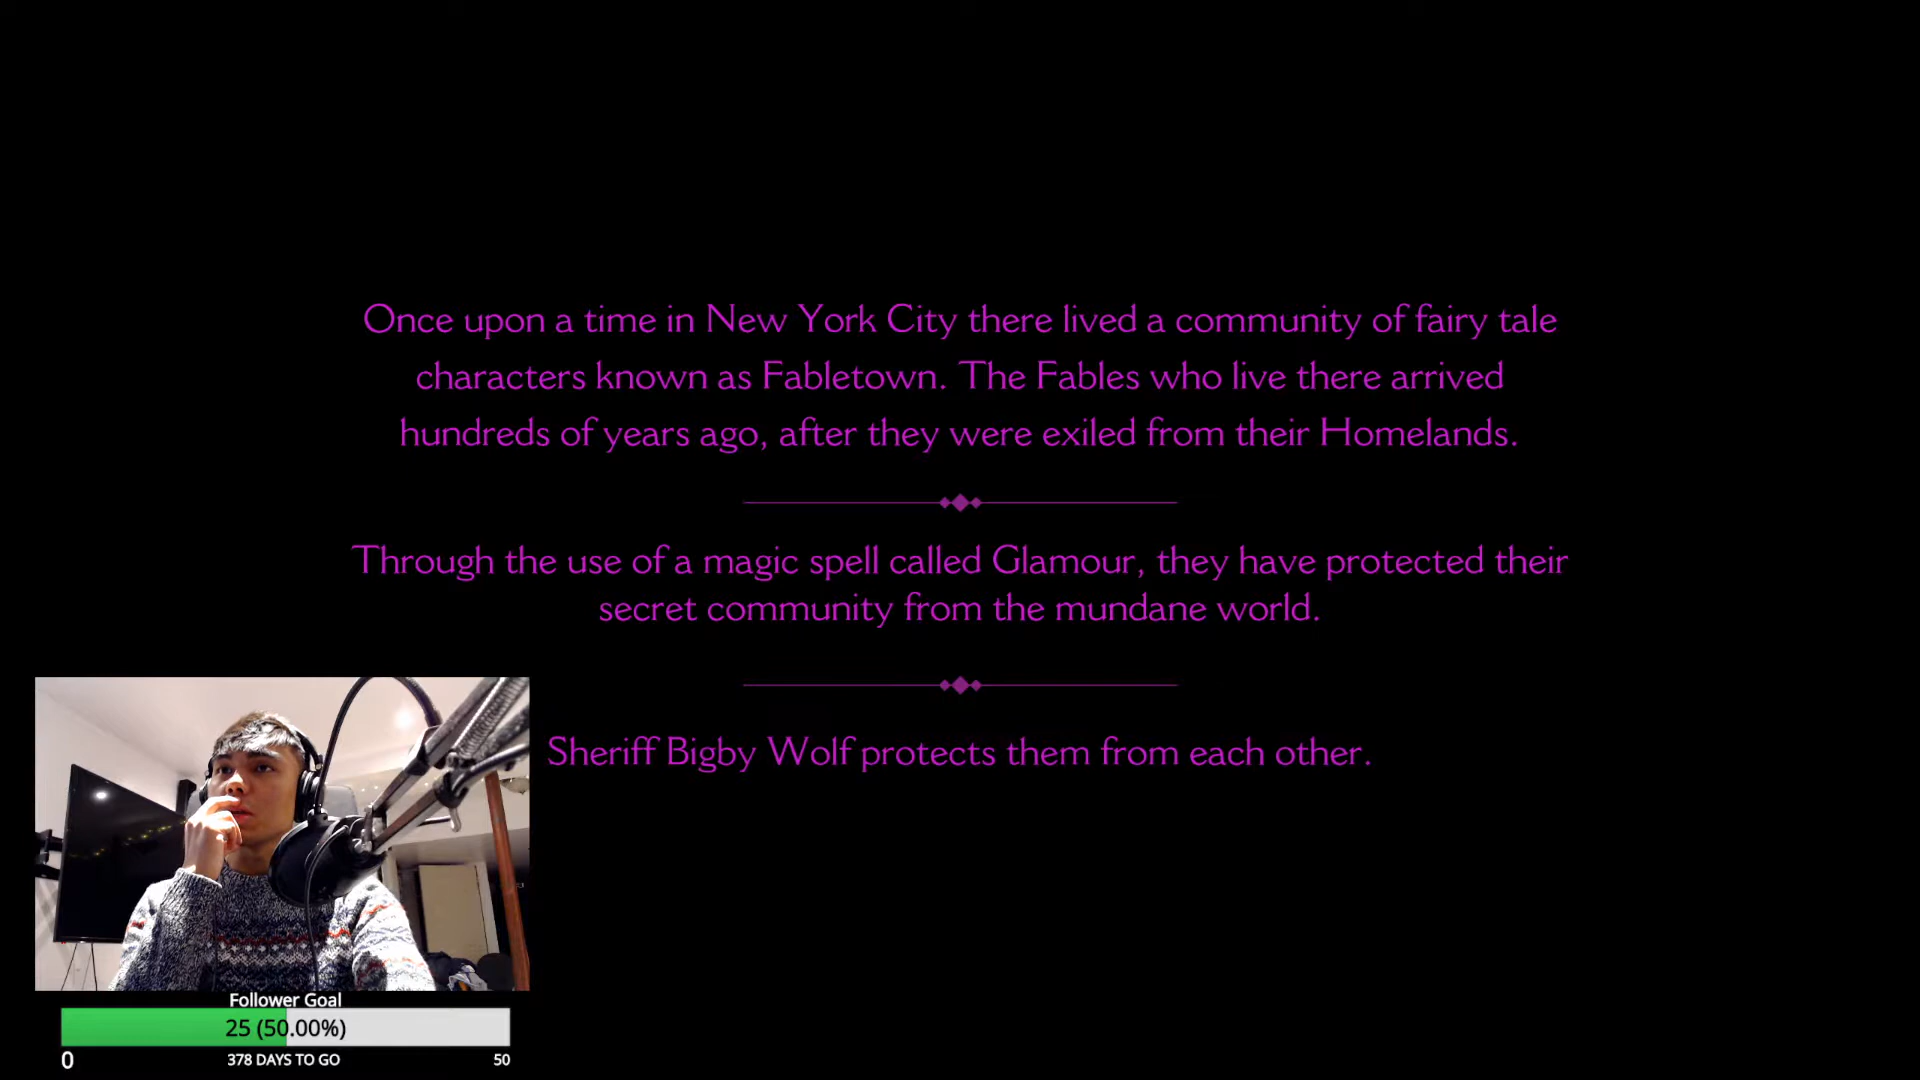 Once upon a time in New York City there lived a community of fairy tale
characters known as Fabletown. The Fables who live there arrived
hundreds of years ago, after they were exiled from their Homelands.
Through the use of a magic spell called Glamour, they have protected their
secret community from the mundane world.
Sheriff Bigby Wolf protects them from each other.
Follower Goal
25 (50.00%)
0 378 DAYS TO GO 50